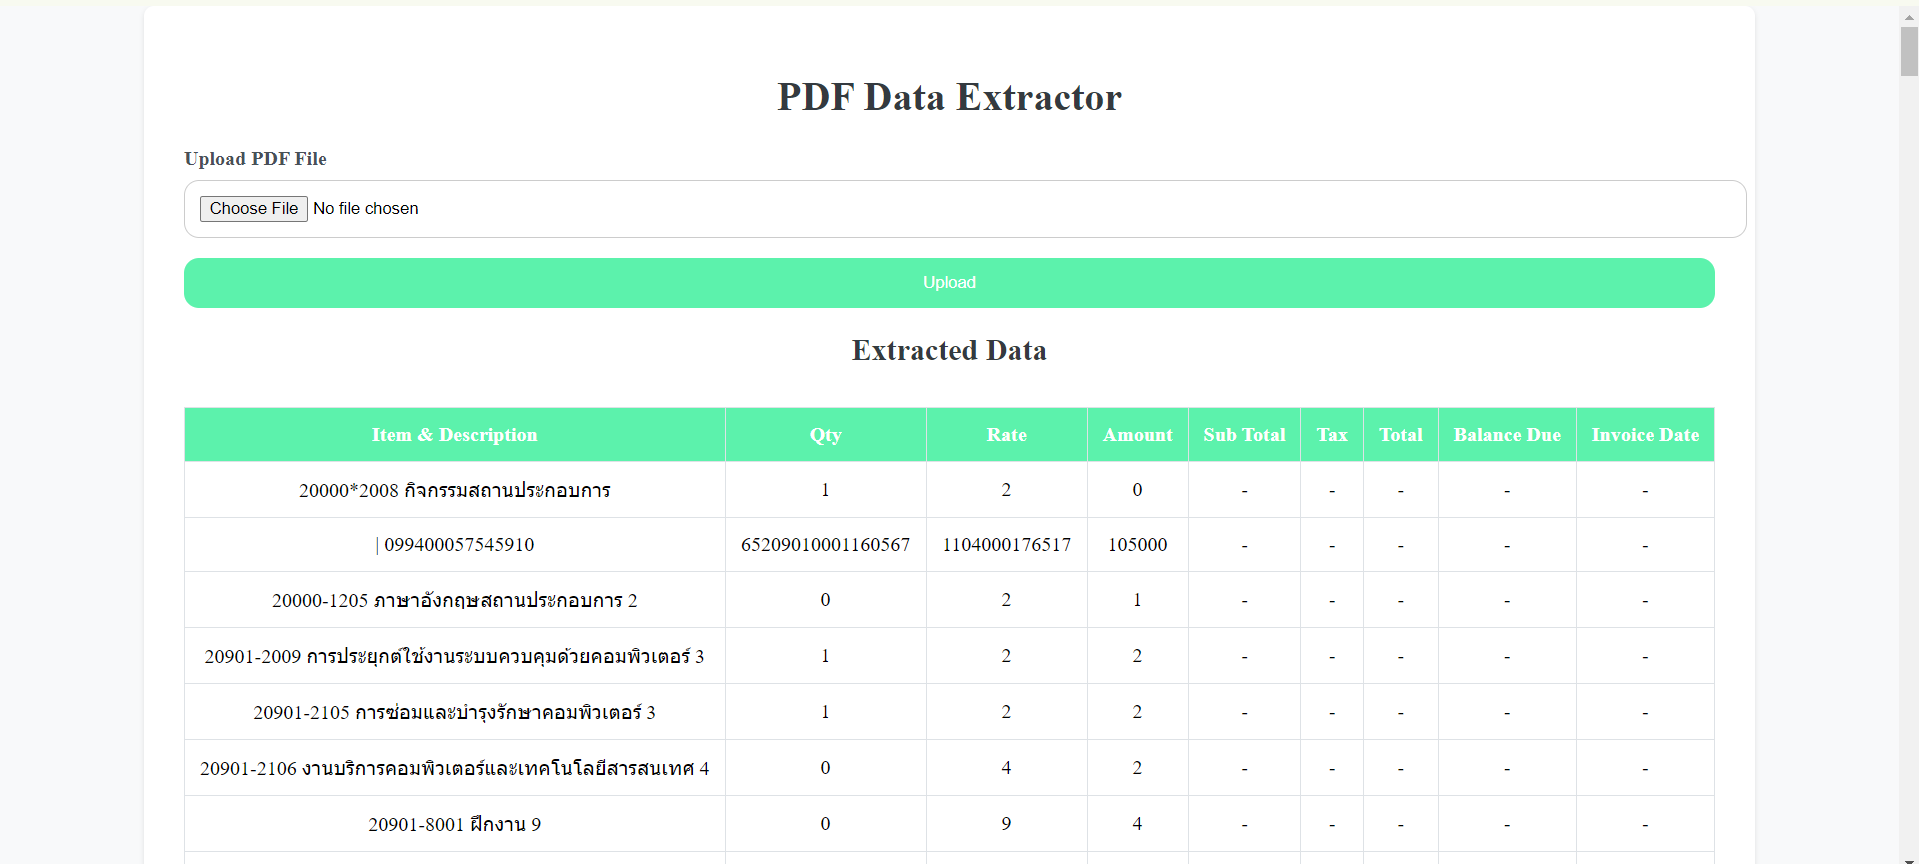 PDF Data Extractor
Upload PDF File
Choose File No file chosen
Upload
Extracted Data
Item & Description Qty Rate Amount Sub Total Tax Total Balance Due Invoice Date
20000*2008 กิจกรรมสถานประกอบการ 1 2 0 - - - - -
| 099400057545910 65209010001160567 1104000176517 105000 - - - - -
20000-1205 ภาษาอังกฤษสถานประกอบการ 2 0 2 1 - - - - -
20901-2009 การประยุกต์ใช้งานระบบควบคุมด้วยคอมพิวเตอร์ 3 1 2 2 - - - - -
20901-2105 การซ่อมและบำรุงรักษาคอมพิวเตอร์ 3 1 2 2 - - - - -
20901-2106 งานบริการคอมพิวเตอร์และเทคโนโลยีสารสนเทศ 4 0 4 2 - - - - -
20901-8001 ฝึกงาน 9 0 9 4 - - - - -